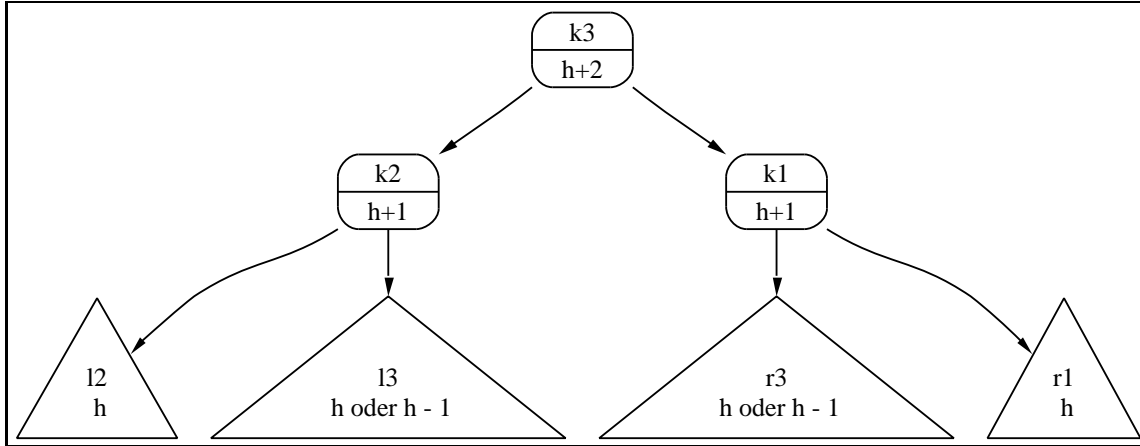 k3
h+2
k2
h+1
k1
h+1
l2
h
l3
h oder h - 1
r3
h oder h - 1
r1
h